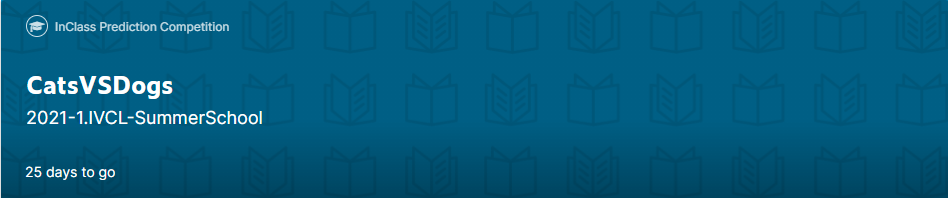 InClass Prediction Competition
CatsVSDogs
2021-1.IVCL-SummerSchool
25 days to go